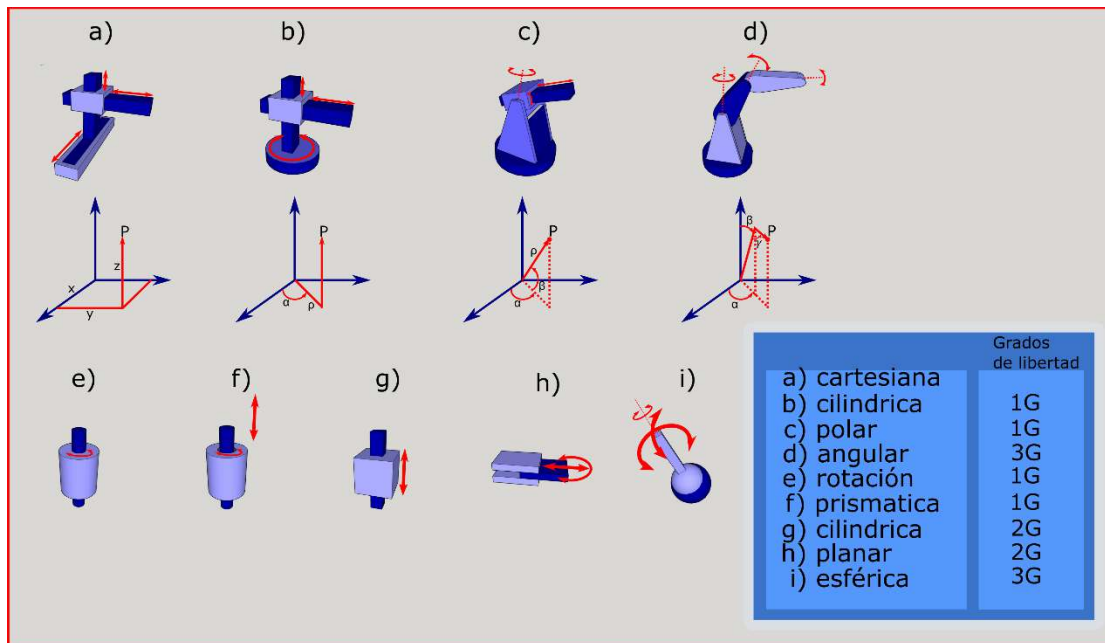 a) b) c) d)
P P P P
z x y
α ρ
ρ β α
β γ α
e) f) g) h) i)
Grados
de libertad
a) cartesiana
b) cilindrica 1G
c) polar 1G
d) angular 3G
e) rotación 1G
f) prismatica 1G
g) cilindrica 2G
h) planar 2G
i) esférica 3G